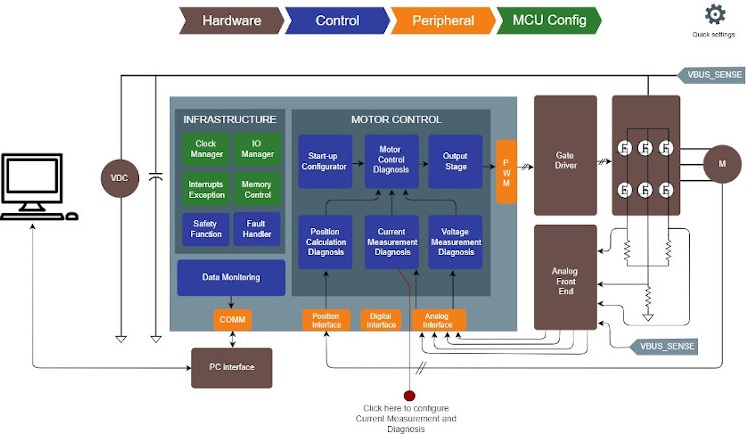 Hardware
Control
Peripheral
MCU Config
Quick settings
VBUS_SENSE
INFRASTRUCTURE
MOTOR CONTROL
Clock
Manager
IO
Manager
Interrupts
Exception
Memory
Control
Safety
Function
Fault
Handler
Data Monitoring
COMM
PC Interface
VDC
Start-up
Configurator
Motor
Control
Diagnosis
Output
Stage
Position
Calculation
Diagnosis
Current
Measurement
Diagnosis
Voltage
Measurement
Diagnosis
Position
Interface
Digital
Interface
Analog
Interface
P
W
M
Gate
Driver
M
Analog
Front
End
VBUS_SENSE
Click here to configure
Current Measurement and
Diagnosis